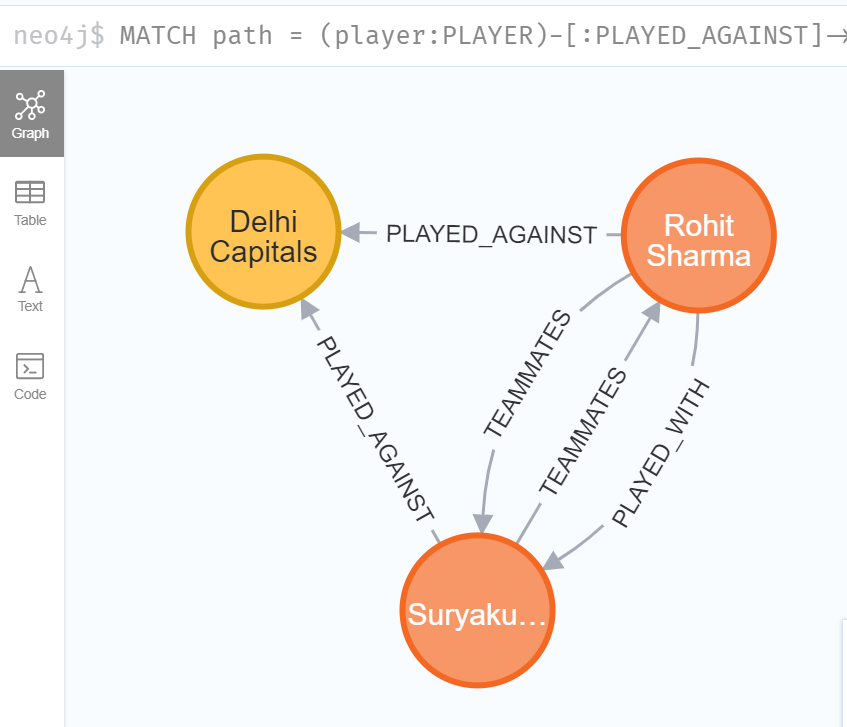 neo4j$ MATCH path = (player:PLAYER)-[:PLAYED_AGAINST]→
Graph
Table
Text
Code
Delhi
Capitals
PLAYED_AGAINST
Rohit
Sharma
PLAYED_AGAINST
TEAMMATES
TEAMMATES
PLAYED_WITH
Suryaku…